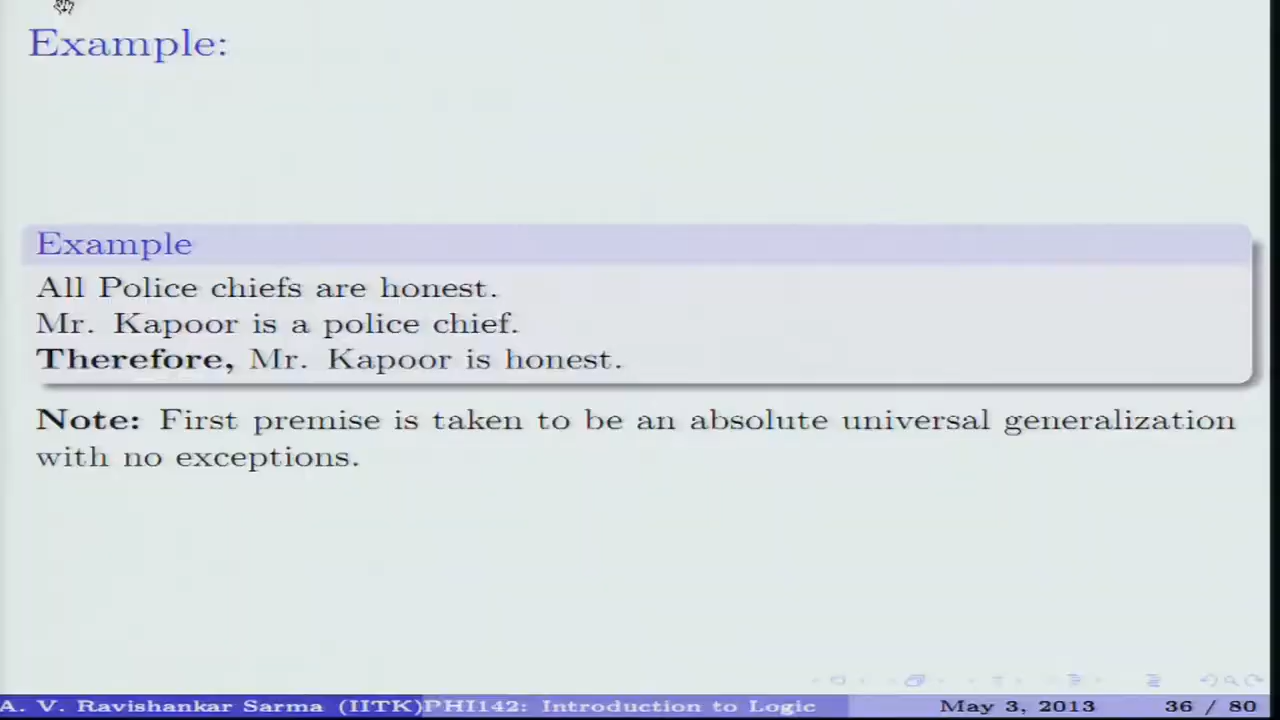 Example:
Example
All Police chiefs are honest.
Mr. Kapoor is a police chief.
Therefore, Mr. Kapoor is honest.
Note: First premise is taken to be an absolute universal generalization
with no exceptions.
A. V. Ravishankar Sarma (IITK) PHI142: Introduction to Logic May 3, 2013 36 / 80